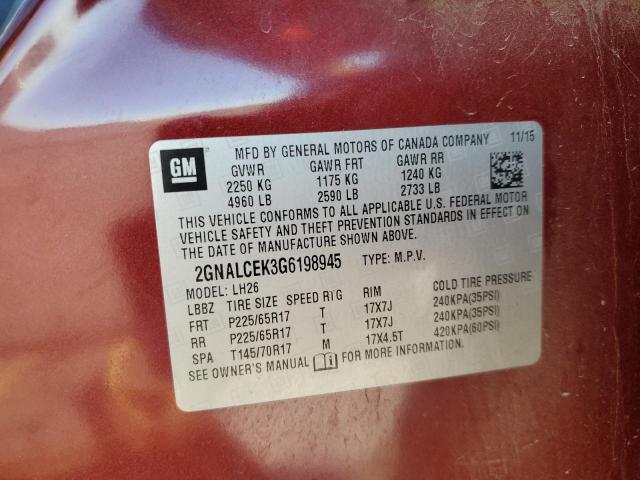 GM
MFD BY GENERAL MOTORS OF CANADA COMPANY 11/15
GVWR GAWR FRT GAWR RR
2250 KG 1175 KG 1240 KG
4960 LB 2590 LB 2733 LB
THIS VEHICLE CONFORMS TO ALL APPLICABLE U.S. FEDERAL MOTOR
VEHICLE SAFETY AND THEFT PREVENTION STANDARDS IN EFFECT ON
THE DATE OF MANUFACTURE SHOWN ABOVE.
2GNALCEK3G6198945 TYPE: M.P.V.
MODEL: LH26
LBBZ TIRE SIZE SPEED RTG RIM COLD TIRE PRESSURE
FRT P225/65R17 T 17X7J 240KPA(35PSI)
RR P225/65R17 T 17X7J 240KPA(35PSI)
SPA T145/70R17 M 17X4.5T 420KPA(60PSI)
SEE OWNER'S MANUAL FOR MORE INFORMATION.